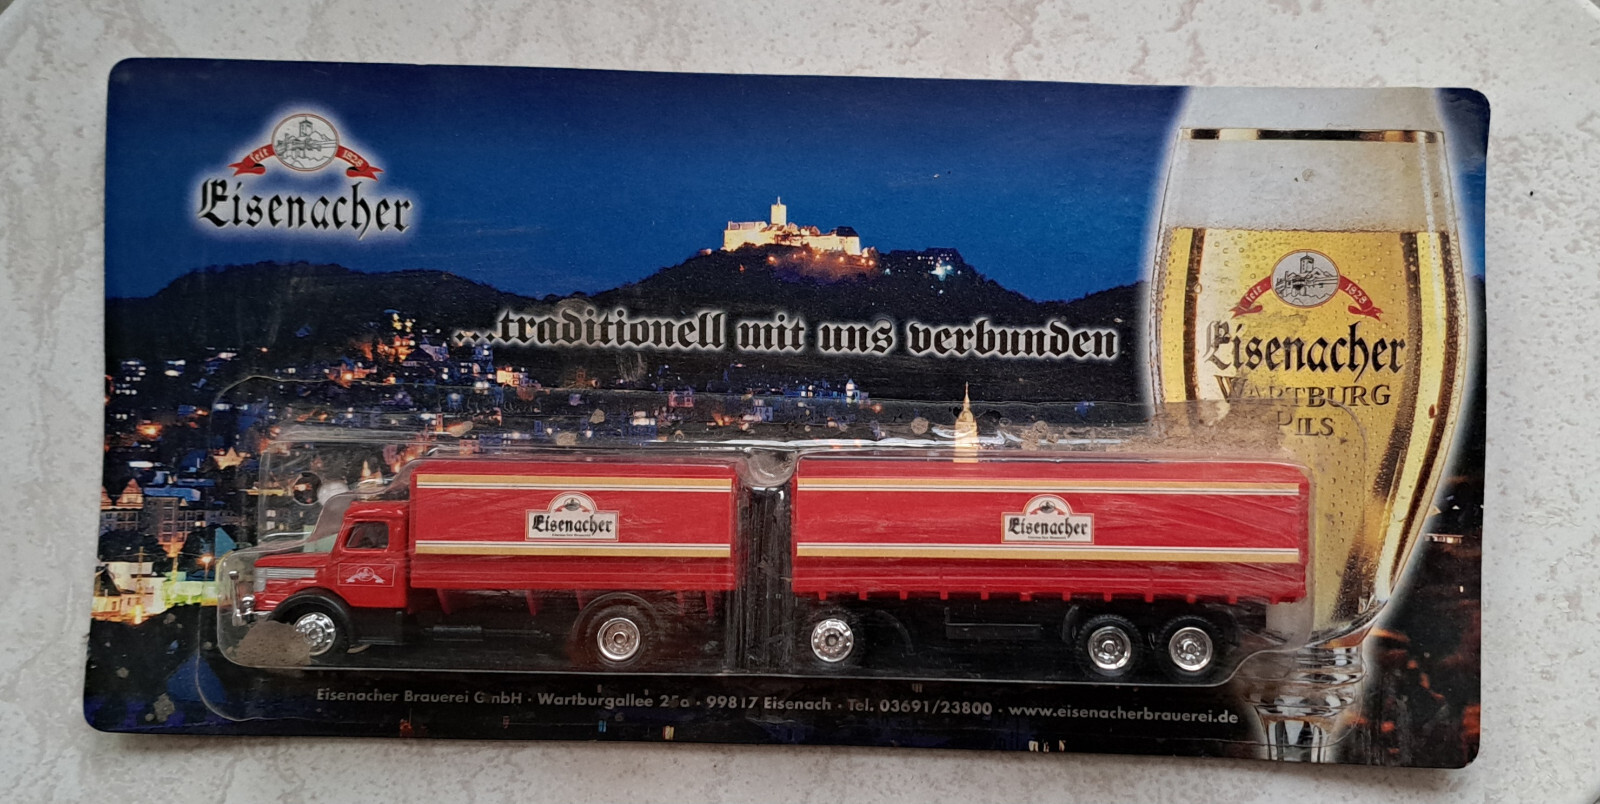 seit 1828
Eisenacher
...traditionell mit uns verbunden
seit 1828
Eisenacher
WARTBURG
PILS
Eisenacher
Eisenacher
Eisenacher Brauerei GmbH · Wartburgallee 25a · 99817 Eisenach · Tel. 03691/23800 · www.eisenacherbrauerei.de